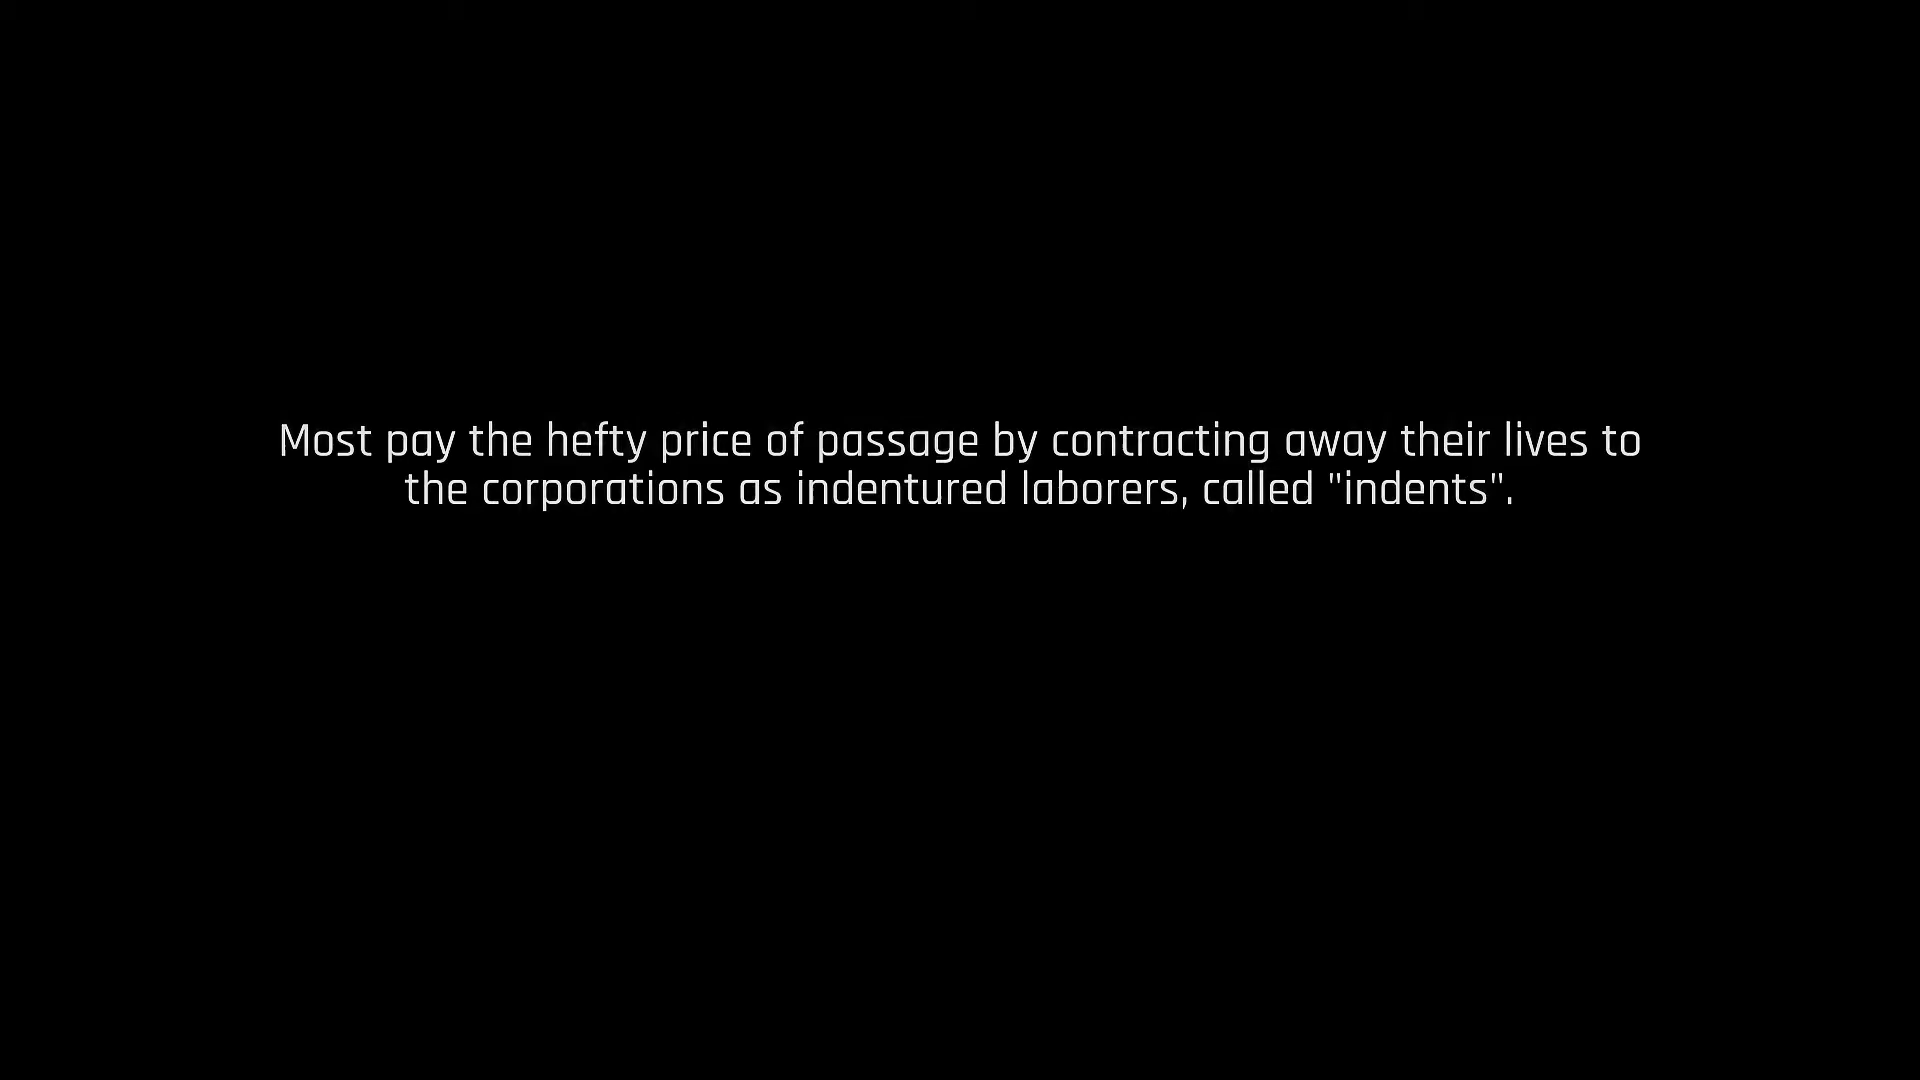 Most pay the hefty price of passage by contracting away their lives to
the corporations as indentured laborers, called "indents".